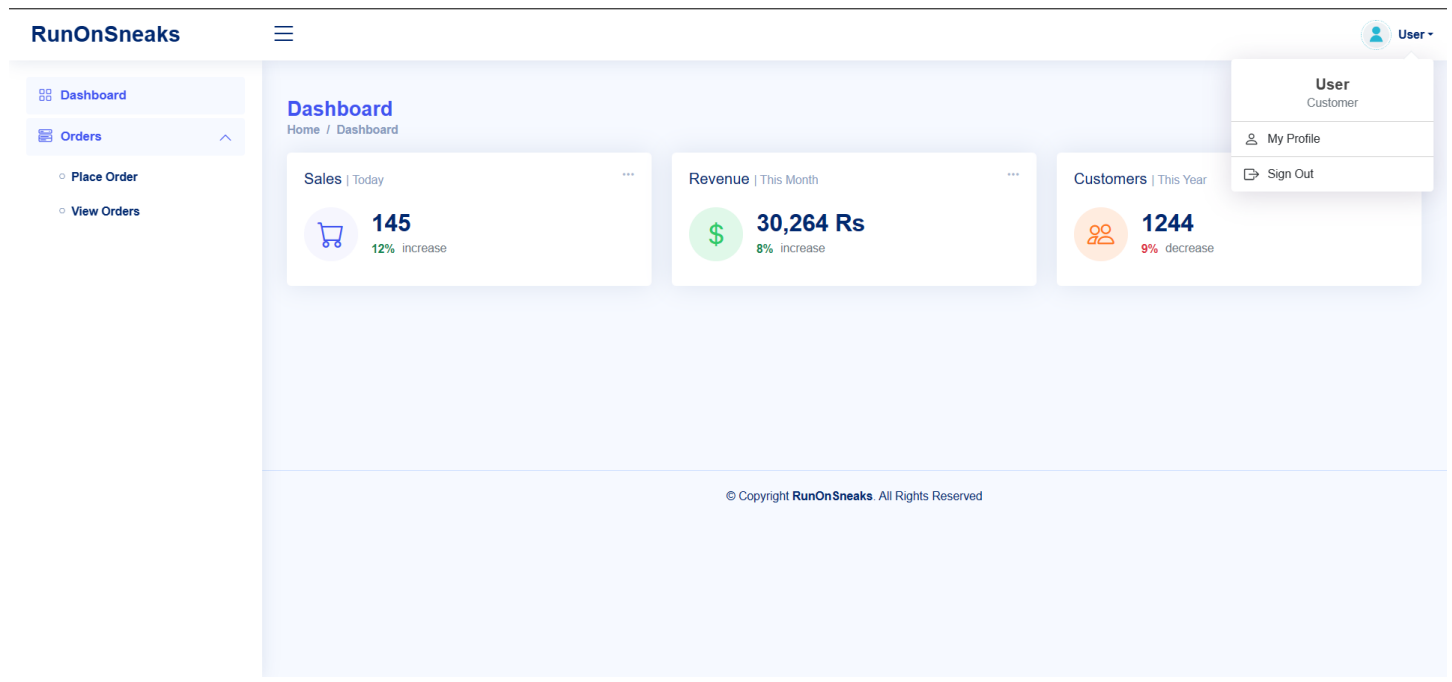 RunOnSneaks
User
Dashboard
Orders
Place Order
View Orders
Dashboard
Home / Dashboard
User
Customer
My Profile
Sign Out
Sales | Today
145
12% increase
Revenue | This Month
30,264 Rs
8% increase
Customers | This Year
1244
9% decrease
© Copyright RunOnSneaks. All Rights Reserved